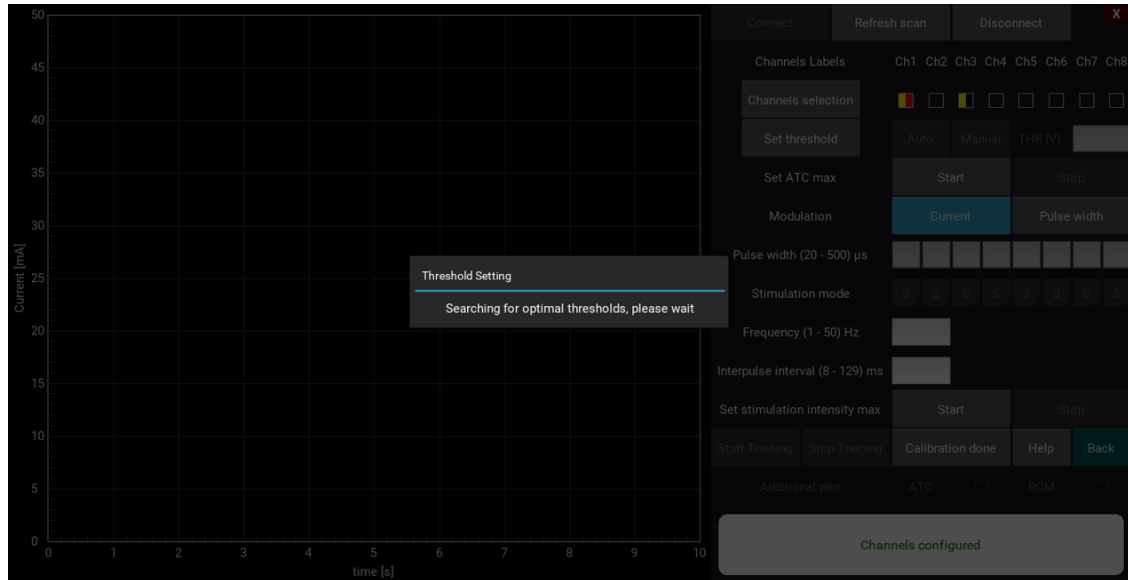 50
45
40
35
30
25
20
15
10
5
0
Current [mA]
0 1 2 3 4 5 6 7 8 9 10
time [s]
Threshold Setting
Searching for optimal thresholds, please wait
Connect Refresh scan Disconnect X
Channels Labels Ch1 Ch2 Ch3 Ch4 Ch5 Ch6 Ch7 Ch8
Channels selection
Set threshold Auto Manual THR [V]:
Set ATC max Start Stop
Modulation Current Pulse width
Pulse width (20 - 500) µs
Stimulation mode S S S S S S S S
Frequency (1 - 50) Hz
Interpulse interval (8 - 129) ms
Set stimulation intensity max Start Stop
Start Training Stop Training Calibration done Help Back
Additional plot ATC ROM
Channels configured